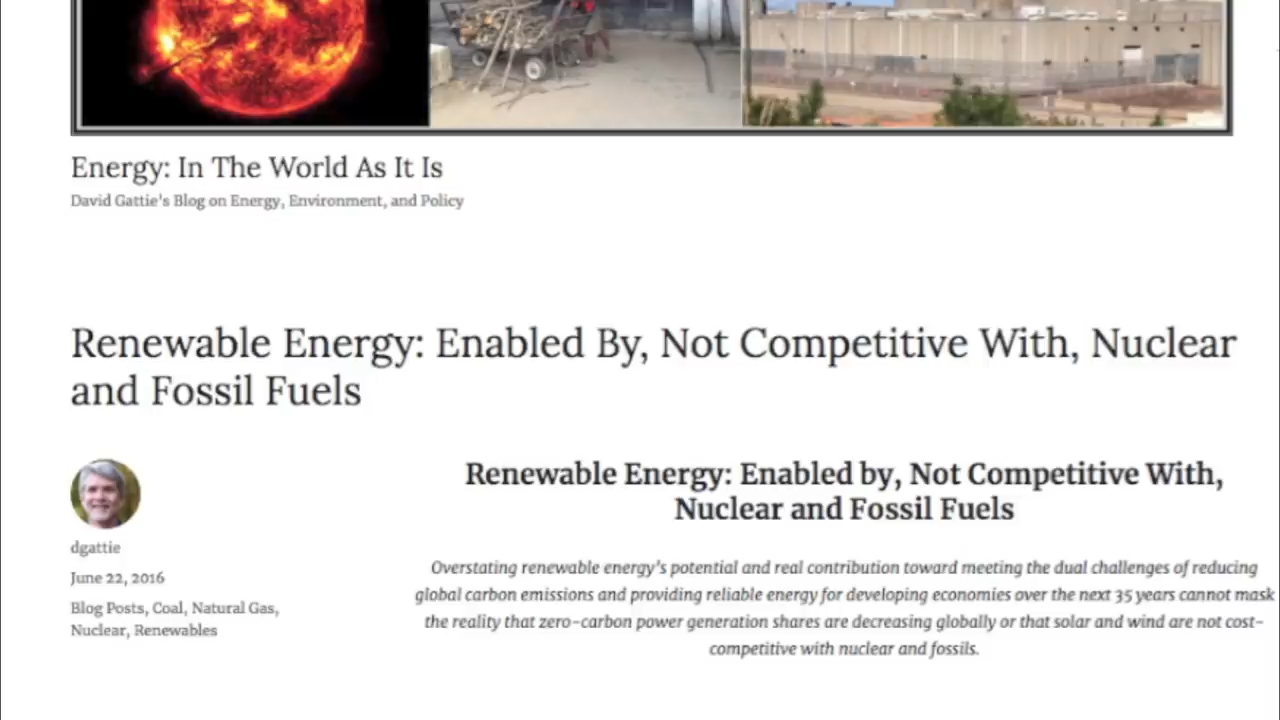 Energy: In The World As It Is
David Gattie's Blog on Energy, Environment, and Policy
Renewable Energy: Enabled By, Not Competitive With, Nuclear
and Fossil Fuels
dgattie
June 22, 2016
Blog Posts, Coal, Natural Gas,
Nuclear, Renewables
Renewable Energy: Enabled by, Not Competitive With,
Nuclear and Fossil Fuels
Overstating renewable energy's potential and real contribution toward meeting the dual challenges of reducing
global carbon emissions and providing reliable energy for developing economies over the next 35 years cannot mask
the reality that zero-carbon power generation shares are decreasing globally or that solar and wind are not cost-
competitive with nuclear and fossils.